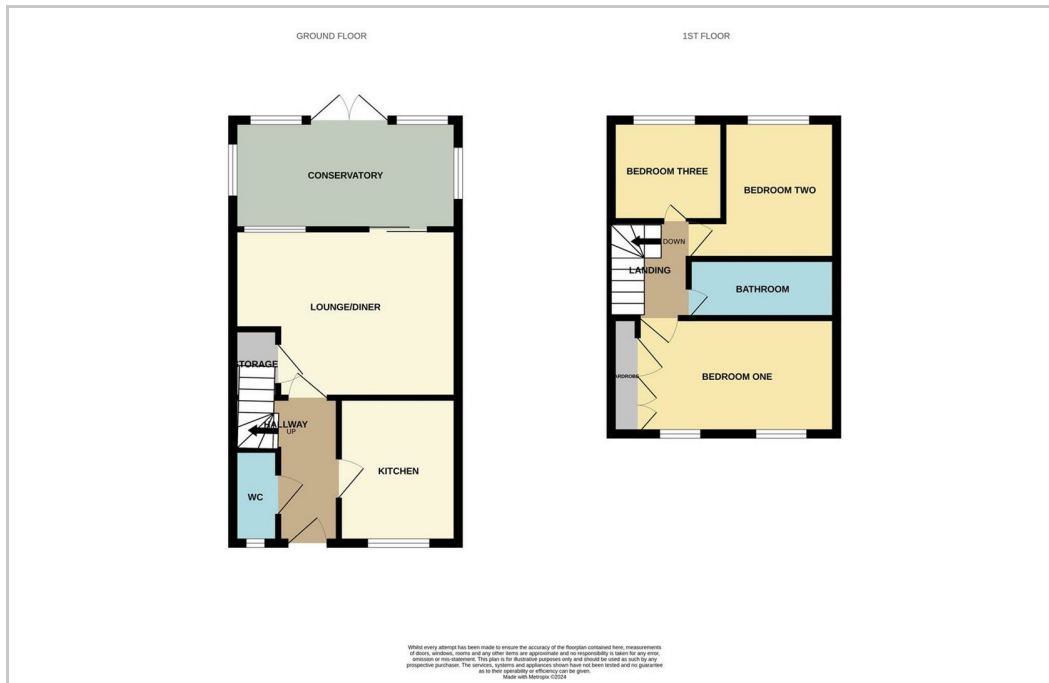 GROUND FLOOR
CONSERVATORY
LOUNGE/DINER
STORAGE
HALLWAY
UP
KITCHEN
WC
1ST FLOOR
BEDROOM THREE
BEDROOM TWO
DOWN
LANDING
BATHROOM
BEDROOM ONE
Whilst every attempt has been made to ensure the accuracy of the floorplan contained here, measurements
of doors, windows, rooms and any other items are approximate and no responsibility is taken for any error,
omission or mis-statement. This plan is for illustrative purposes only and should be used as such by any
prospective purchaser. The services, systems and appliances shown have not been tested and no guarantee
as to their operability or efficiency can be given.
Made with Metropix ©2024